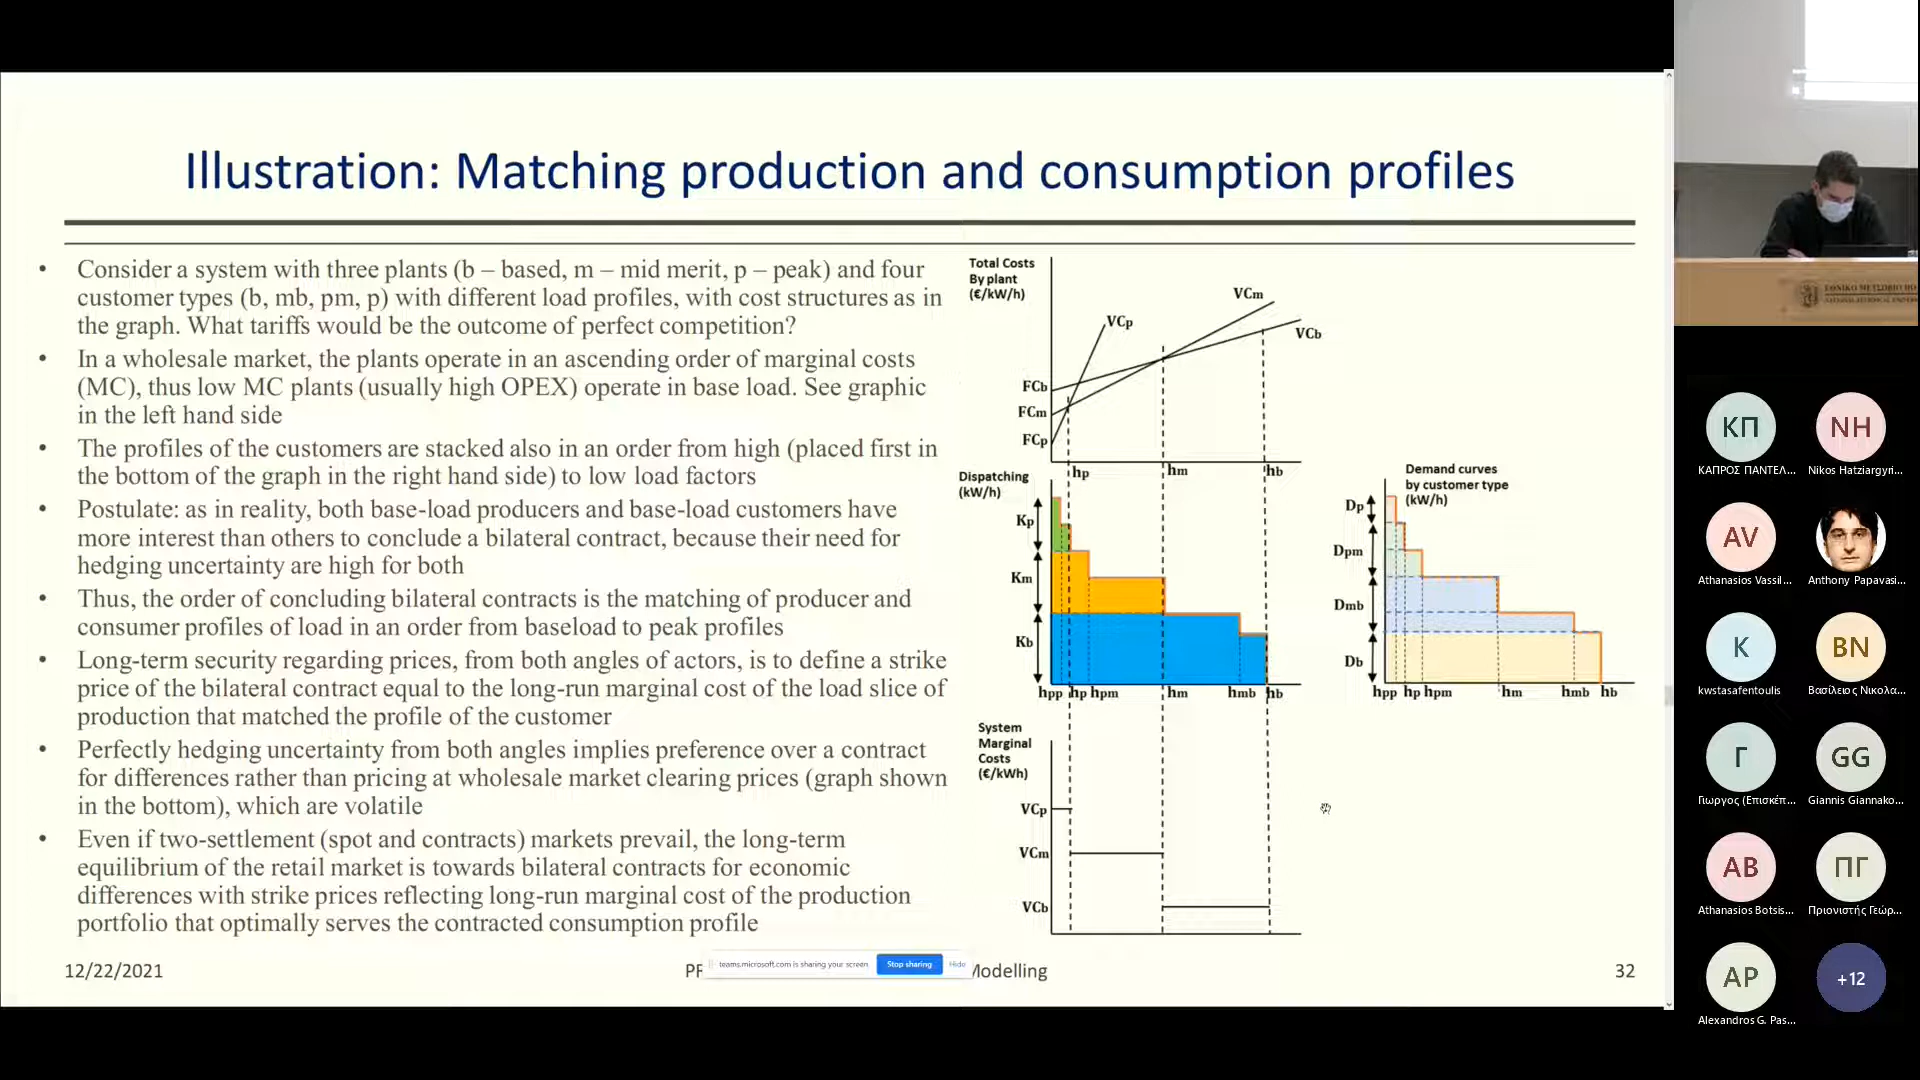 Illustration: Matching production and consumption profiles
• Consider a system with three plants (b – based, m – mid merit, p – peak) and four
customer types (b, mb, pm, p) with different load profiles, with cost structures as in
the graph. What tariffs would be the outcome of perfect competition?
• In a wholesale market, the plants operate in an ascending order of marginal costs
(MC), thus low MC plants (usually high OPEX) operate in base load. See graphic
in the left hand side
• The profiles of the customers are stacked also in an order from high (placed first in
the bottom of the graph in the right hand side) to low load factors
• Postulate: as in reality, both base-load producers and base-load customers have
more interest than others to conclude a bilateral contract, because their need for
hedging uncertainty are high for both
• Thus, the order of concluding bilateral contracts is the matching of producer and
consumer profiles of load in an order from baseload to peak profiles
• Long-term security regarding prices, from both angles of actors, is to define a strike
price of the bilateral contract equal to the long-run marginal cost of the load slice of
production that matched the profile of the customer
• Perfectly hedging uncertainty from both angles implies preference over a contract
for differences rather than pricing at wholesale market clearing prices (graph shown
in the bottom), which are volatile
• Even if two-settlement (spot and contracts) markets prevail, the long-term
equilibrium of the retail market is towards bilateral contracts for economic
differences with strike prices reflecting long-run marginal cost of the production
portfolio that optimally serves the contracted consumption profile
Total Costs
By plant
(€/kW/h)
VCm
VCp
VCb
FCb
FCm
FCp
hp hm hb
Dispatching
(kW/h)
Kp
Km
Kb
hpp hp hpm hm hmb hb
Demand curves
by customer type
(kW/h)
Dp
Dpm
Dmb
Db
hpp hp hpm hm hmb hb
System
Marginal
Costs
(€/kWh)
VCp
VCm
VCb
12/22/2021
PR
teams.microsoft.com is sharing your screen
Stop sharing
Hide
Modelling
32
ΚΠ
ΚΑΠΡΟΣ ΠΑΝΤΕΛ...
NH
Nikos Hatziargyri...
AV
Athanasios Vassil...
Anthony Papavasi...
K
kwstasafentoulis
BN
Βασίλειος Νικολα...
Γ
Γιωργος (Επισκέπ...
GG
Giannis Giannako...
AB
Athanasios Botsis...
ΠΓ
Πριονιστής Γεώρ...
AP
Alexandros G. Pas...
+12